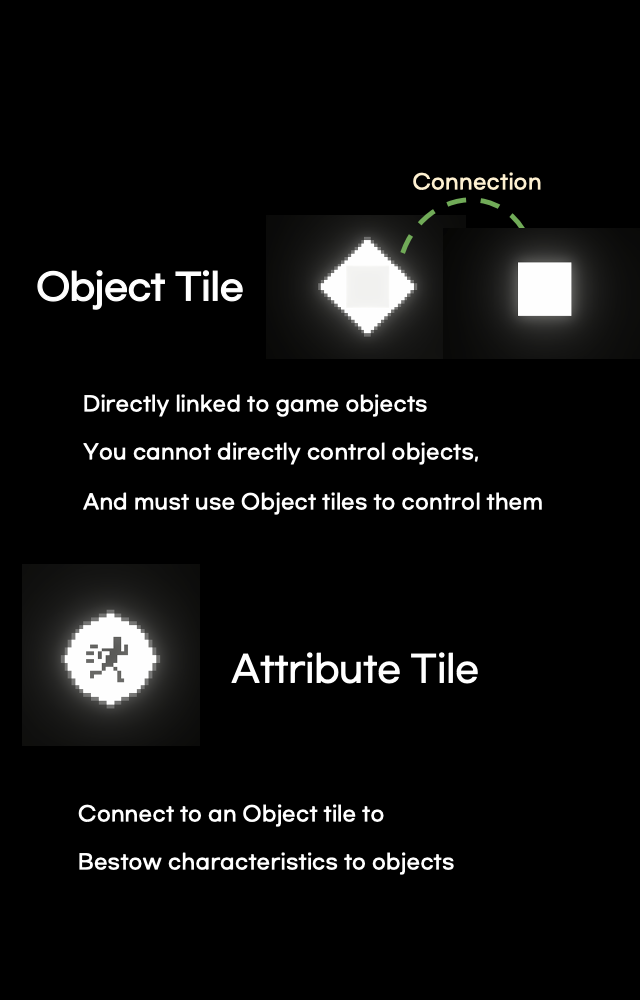 Connection
Object Tile
Directly linked to game objects
You cannot directly control objects,
And must use Object tiles to control them
Attribute Tile
Connect to an Object tile to
Bestow characteristics to objects